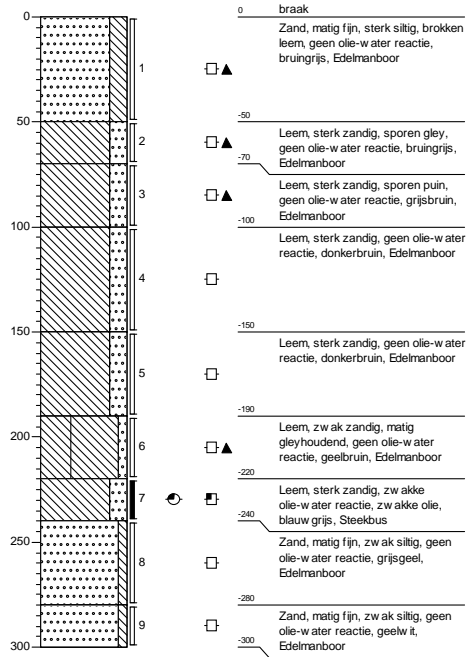 0
0
braak
Zand, matig fijn, sterk siltig, brokken
leem, geen olie-water reactie,
bruingrijs, Edelmanboor
1
50
-50
Leem, sterk zandig, sporen gley,
geen olie-water reactie, bruingrijs,
Edelmanboor
2
-70
Leem, sterk zandig, sporen puin,
geen olie-water reactie, grijsbruin,
Edelmanboor
3
100
-100
Leem, sterk zandig, geen olie-water
reactie, donkerbruin, Edelmanboor
4
150
-150
Leem, sterk zandig, geen olie-water
reactie, donkerbruin, Edelmanboor
5
-190
Leem, zwak zandig, matig
gleyhoudend, geen olie-water
reactie, geelbruin, Edelmanboor
200
6
-220
Leem, sterk zandig, zwakke
olie-water reactie, zwakke olie,
blauwgrijs, Steekbus
7
-240
Zand, matig fijn, zwak siltig, geen
olie-water reactie, grijsgeel,
Edelmanboor
250
8
-280
Zand, matig fijn, zwak siltig, geen
olie-water reactie, geelwit,
Edelmanboor
9
300
-300